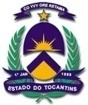 CO YVY ORE RETAMA
1º JAN 1989
ESTADO DO TOCANTINS